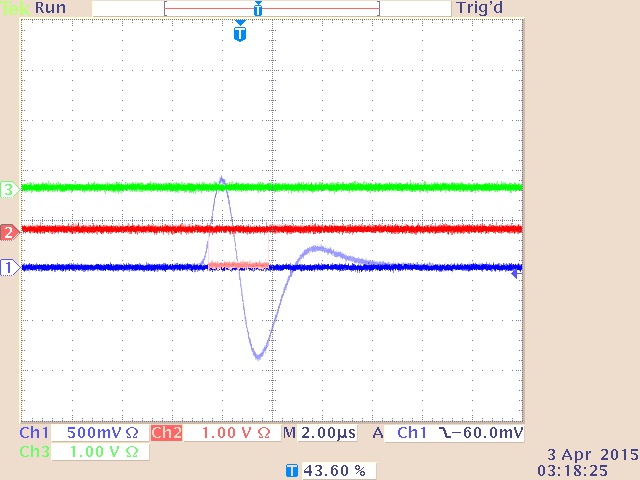 Tek Run Trig'd
T
T
3
2
1
Ch1 500mV Ω Ch2 1.00 V Ω M 2.00µs A Ch1 ㄟ -60.0mV
Ch3 1.00 V Ω
3 Apr 2015
T 43.60 % 03:18:25